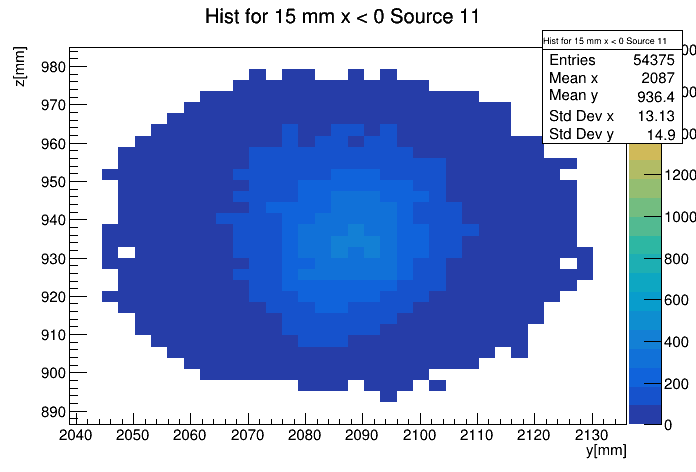 Hist for 15 mm x < 0 Source 11
Hist for 15 mm x < 0 Source 11
Entries 54375
Mean x 2087
Mean y 936.4
Std Dev x 13.13
Std Dev y 14.9
z[mm]
980
970
960
950
940
930
920
910
900
890
2040 2050 2060 2070 2080 2090 2100 2110 2120 2130
y[mm]
1200
1000
800
600
400
200
0